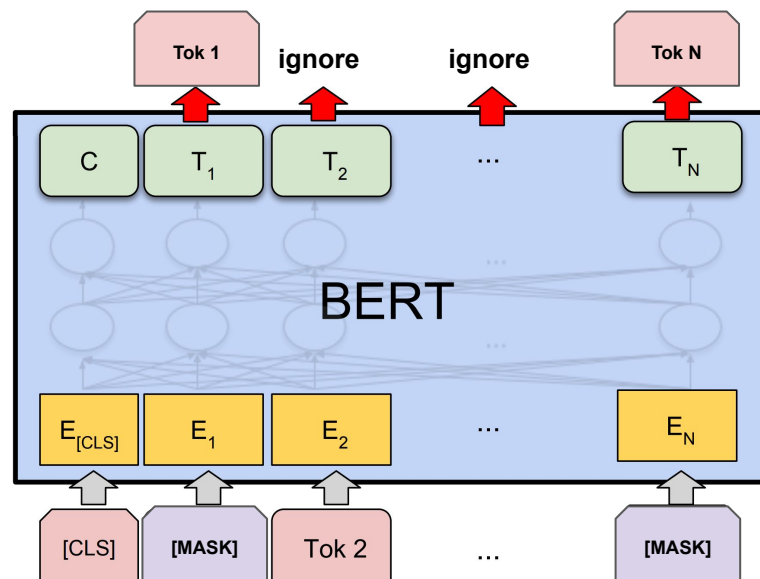 Tok 1 ignore ignore Tok N
C T1 T2 ... TN
...
BERT
...
E[CLS] E1 E2 ... EN
[CLS] [MASK] Tok 2 ... [MASK]